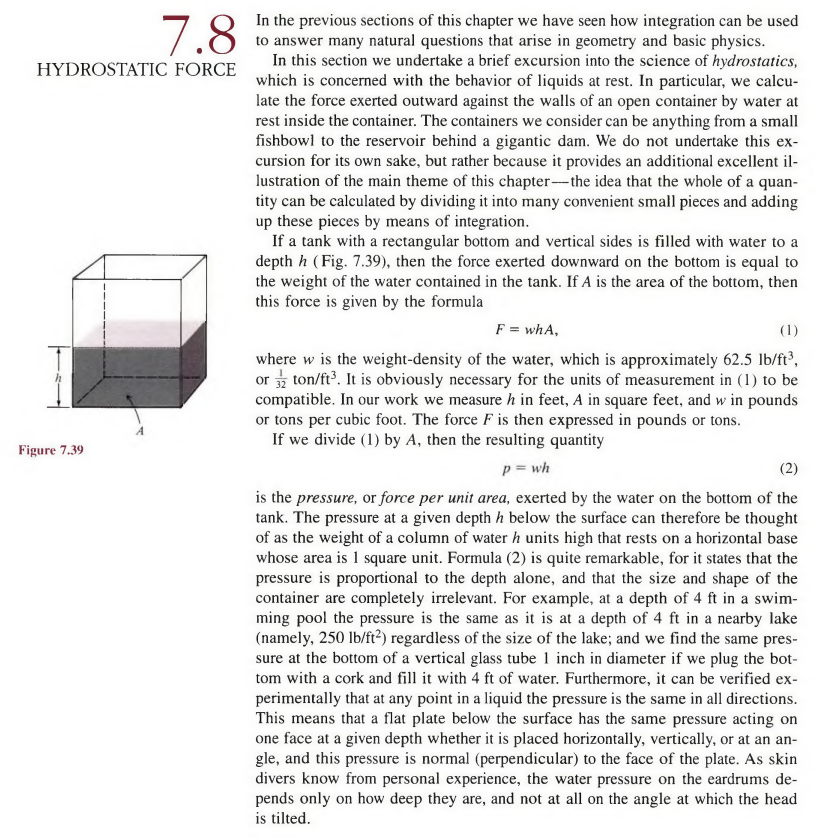 7.8
HYDROSTATIC FORCE
In the previous sections of this chapter we have seen how integration can be used
to answer many natural questions that arise in geometry and basic physics.
In this section we undertake a brief excursion into the science of hydrostatics,
which is concerned with the behavior of liquids at rest. In particular, we calcu-
late the force exerted outward against the walls of an open container by water at
rest inside the container. The containers we consider can be anything from a small
fishbowl to the reservoir behind a gigantic dam. We do not undertake this ex-
cursion for its own sake, but rather because it provides an additional excellent il-
lustration of the main theme of this chapter—the idea that the whole of a quan-
tity can be calculated by dividing it into many convenient small pieces and adding
up these pieces by means of integration.
If a tank with a rectangular bottom and vertical sides is filled with water to a
depth h (Fig. 7.39), then the force exerted downward on the bottom is equal to
the weight of the water contained in the tank. If A is the area of the bottom, then
this force is given by the formula
F = whA, (1)
where w is the weight-density of the water, which is approximately 62.5 lb/ft³,
or 1/32 ton/ft³. It is obviously necessary for the units of measurement in (1) to be
compatible. In our work we measure h in feet, A in square feet, and w in pounds
or tons per cubic foot. The force F is then expressed in pounds or tons.
If we divide (1) by A, then the resulting quantity
p = wh (2)
is the pressure, or force per unit area, exerted by the water on the bottom of the
tank. The pressure at a given depth h below the surface can therefore be thought
of as the weight of a column of water h units high that rests on a horizontal base
whose area is 1 square unit. Formula (2) is quite remarkable, for it states that the
pressure is proportional to the depth alone, and that the size and shape of the
container are completely irrelevant. For example, at a depth of 4 ft in a swim-
ming pool the pressure is the same as it is at a depth of 4 ft in a nearby lake
(namely, 250 lb/ft²) regardless of the size of the lake; and we find the same pres-
sure at the bottom of a vertical glass tube 1 inch in diameter if we plug the bot-
tom with a cork and fill it with 4 ft of water. Furthermore, it can be verified ex-
perimentally that at any point in a liquid the pressure is the same in all directions.
This means that a flat plate below the surface has the same pressure acting on
one face at a given depth whether it is placed horizontally, vertically, or at an an-
gle, and this pressure is normal (perpendicular) to the face of the plate. As skin
divers know from personal experience, the water pressure on the eardrums de-
pends only on how deep they are, and not at all on the angle at which the head
is tilted.
h
A
Figure 7.39